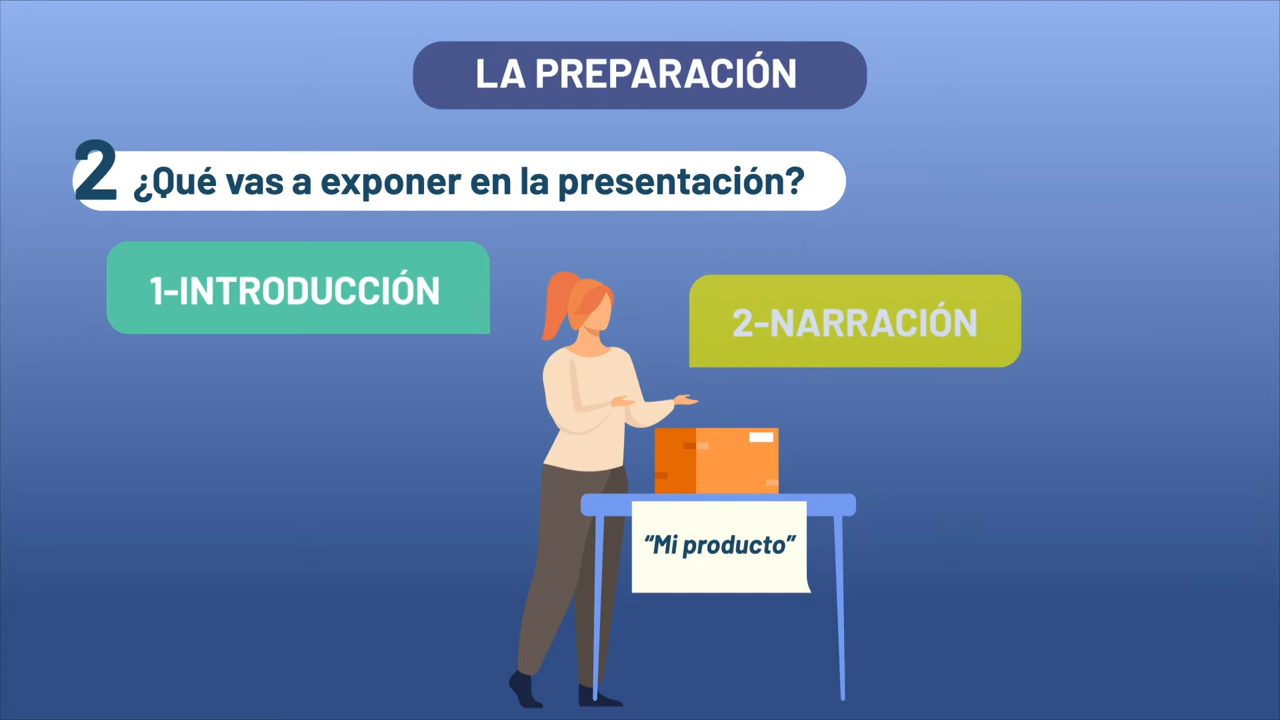 LA PREPARACIÓN
2 ¿Qué vas a exponer en la presentación?
1-INTRODUCCIÓN
2-NARRACIÓN
“Mi producto”